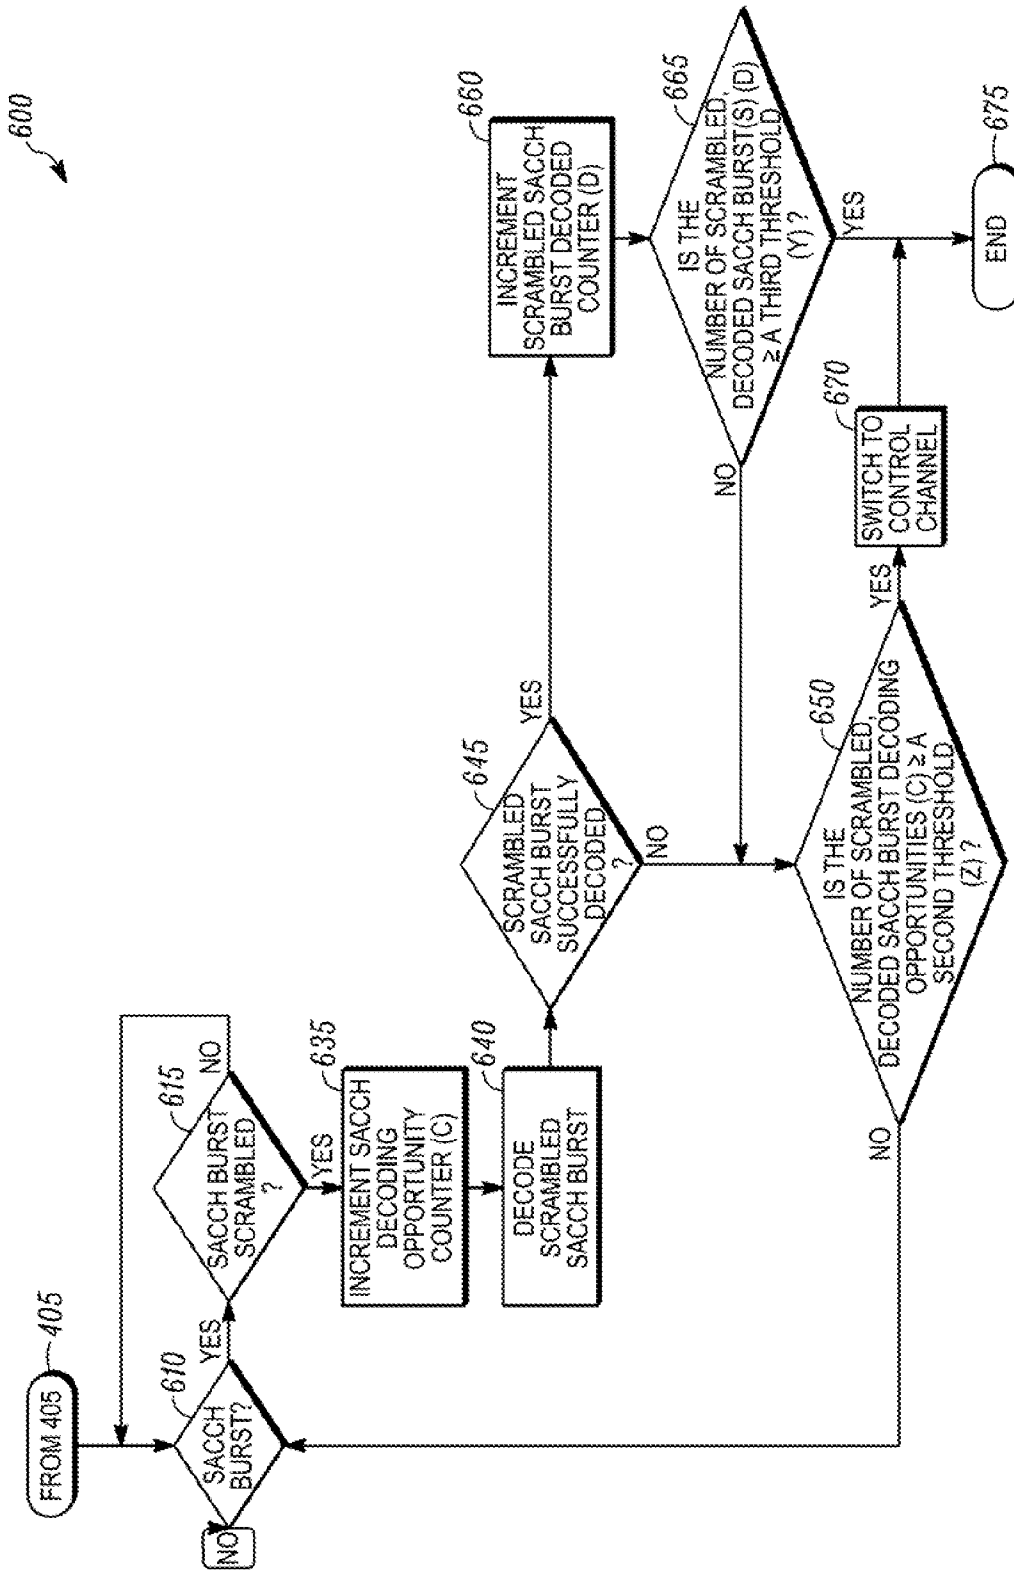 600
FROM 405
405
SACCH
BURST?
610
NO
YES
SACCH BURST
SCRAMBLED
?
615
NO
YES
INCREMENT SACCH
DECODING
OPPORTUNITY
COUNTER (C)
635
DECODE
SCRAMBLED
SACCH BURST
640
SCRAMBLED
SACCH BURST
SUCCESSFULLY
DECODED
?
645
YES
NO
INCREMENT
SCRAMBLED SACCH
BURST DECODED
COUNTER (D)
660
IS THE
NUMBER OF SCRAMBLED,
DECODED SACCH BURST(S) (D)
≥ A THIRD THRESHOLD
(Y) ?
665
NO
YES
IS THE
NUMBER OF SCRAMBLED,
DECODED SACCH BURST DECODING
OPPORTUNITIES (C) ≥ A
SECOND THRESHOLD
(Z) ?
650
NO
YES
SWITCH TO
CONTROL
CHANNEL
670
END
675